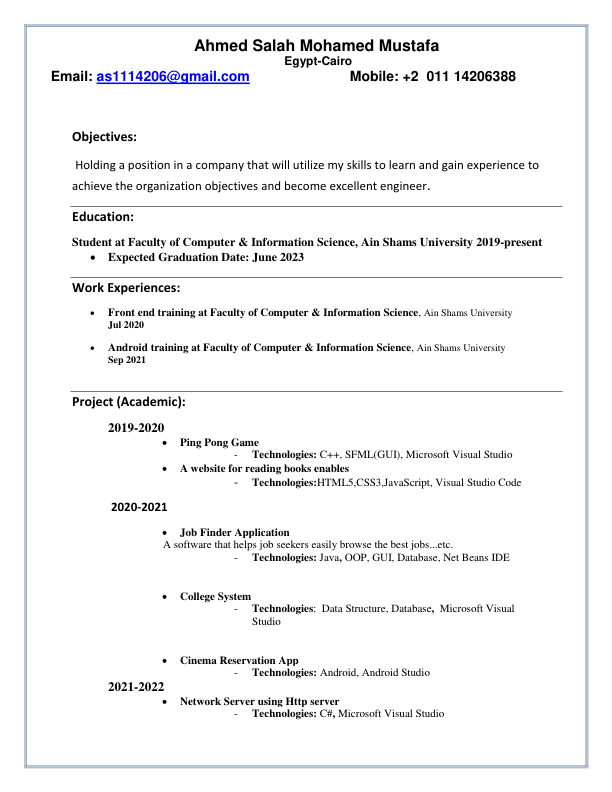 Ahmed Salah Mohamed Mustafa
Egypt-Cairo
Email: as1114206@gmail.com Mobile: +2 011 14206388
Objectives:
Holding a position in a company that will utilize my skills to learn and gain experience to
achieve the organization objectives and become excellent engineer.
Education:
Student at Faculty of Computer & Information Science, Ain Shams University 2019-present
• Expected Graduation Date: June 2023
Work Experiences:
• Front end training at Faculty of Computer & Information Science, Ain Shams University
Jul 2020
• Android training at Faculty of Computer & Information Science, Ain Shams University
Sep 2021
Project (Academic):
2019-2020
• Ping Pong Game
- Technologies: C++, SFML(GUI), Microsoft Visual Studio
• A website for reading books enables
- Technologies:HTML5,CSS3,JavaScript, Visual Studio Code
2020-2021
• Job Finder Application
A software that helps job seekers easily browse the best jobs...etc.
- Technologies: Java, OOP, GUI, Database, Net Beans IDE
• College System
- Technologies: Data Structure, Database, Microsoft Visual
Studio
• Cinema Reservation App
- Technologies: Android, Android Studio
2021-2022
• Network Server using Http server
- Technologies: C#, Microsoft Visual Studio